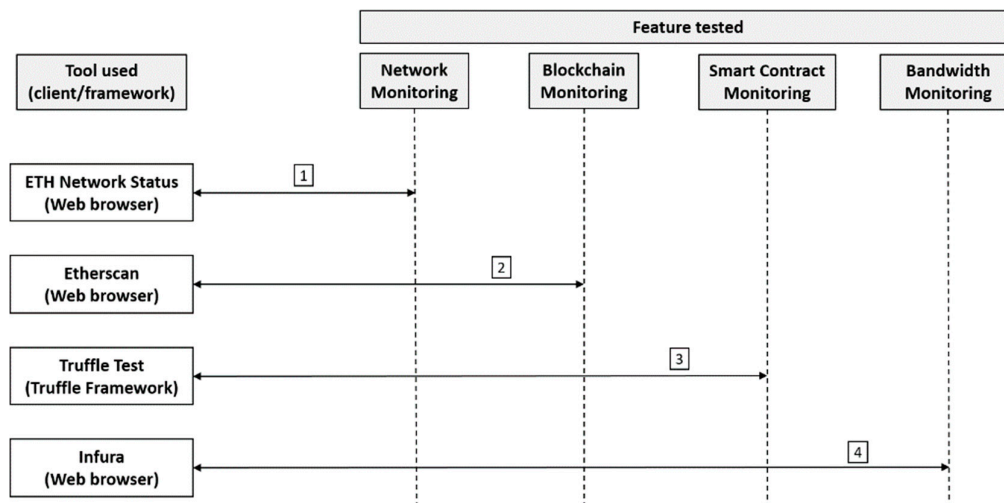 Feature tested
Tool used
(client/framework)
Network
Monitoring
Blockchain
Monitoring
Smart Contract
Monitoring
Bandwidth
Monitoring
ETH Network Status
(Web browser)
1
Etherscan
(Web browser)
2
Truffle Test
(Truffle Framework)
3
Infura
(Web browser)
4